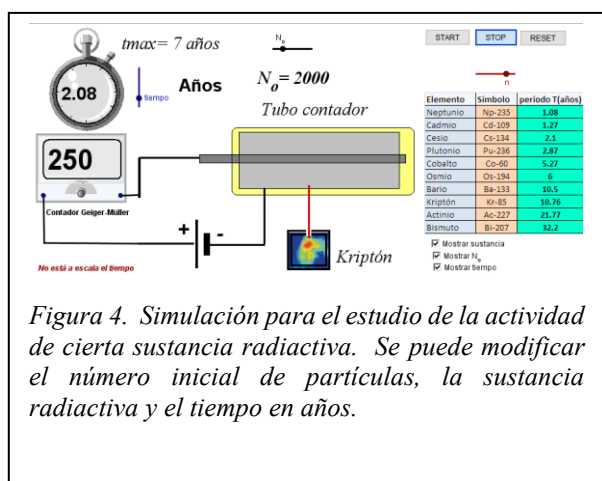 tmax= 7 años
Nₒ
START STOP RESET
2.08
tiempo
Años
Nₒ= 2000
n
Tubo contador
250
Contador Geiger-Müller
+ -
Kriptón
No está a escala el tiempo
Elemento Símbolo período T(años)
Neptunio Np-235 1.08
Cadmio Cd-109 1.27
Cesio Cs-134 2.1
Plutonio Pu-236 2.87
Cobalto Co-60 5.27
Osmio Os-194 6
Bario Ba-133 10.5
Kriptón Kr-85 10.76
Actinio Ac-227 21.77
Bismuto Bi-207 32.2
Mostrar sustancia
Mostrar Nₒ
Mostrar tiempo
Figura 4. Simulación para el estudio de la actividad
de cierta sustancia radiactiva. Se puede modificar
el número inicial de partículas, la sustancia
radiactiva y el tiempo en años.